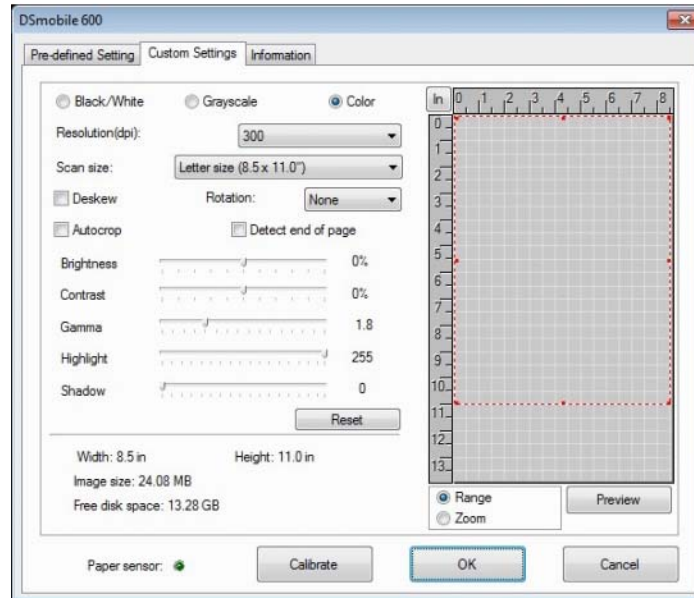 DSmobile 600
Pre-defined Setting Custom Settings Information
Black/White Grayscale Color
Resolution(dpi): 300
Scan size: Letter size (8.5 x 11.0")
Deskew Rotation: None
Autocrop Detect end of page
Brightness 0%
Contrast 0%
Gamma 1.8
Highlight 255
Shadow 0
Reset
Width: 8.5 in Height: 11.0 in
Image size: 24.08 MB
Free disk space: 13.28 GB
In 0 1 2 3 4 5 6 7 8
0
1
2
3
4
5
6
7
8
9
10
11
12
13
Range
Zoom
Preview
Paper sensor: Calibrate OK Cancel